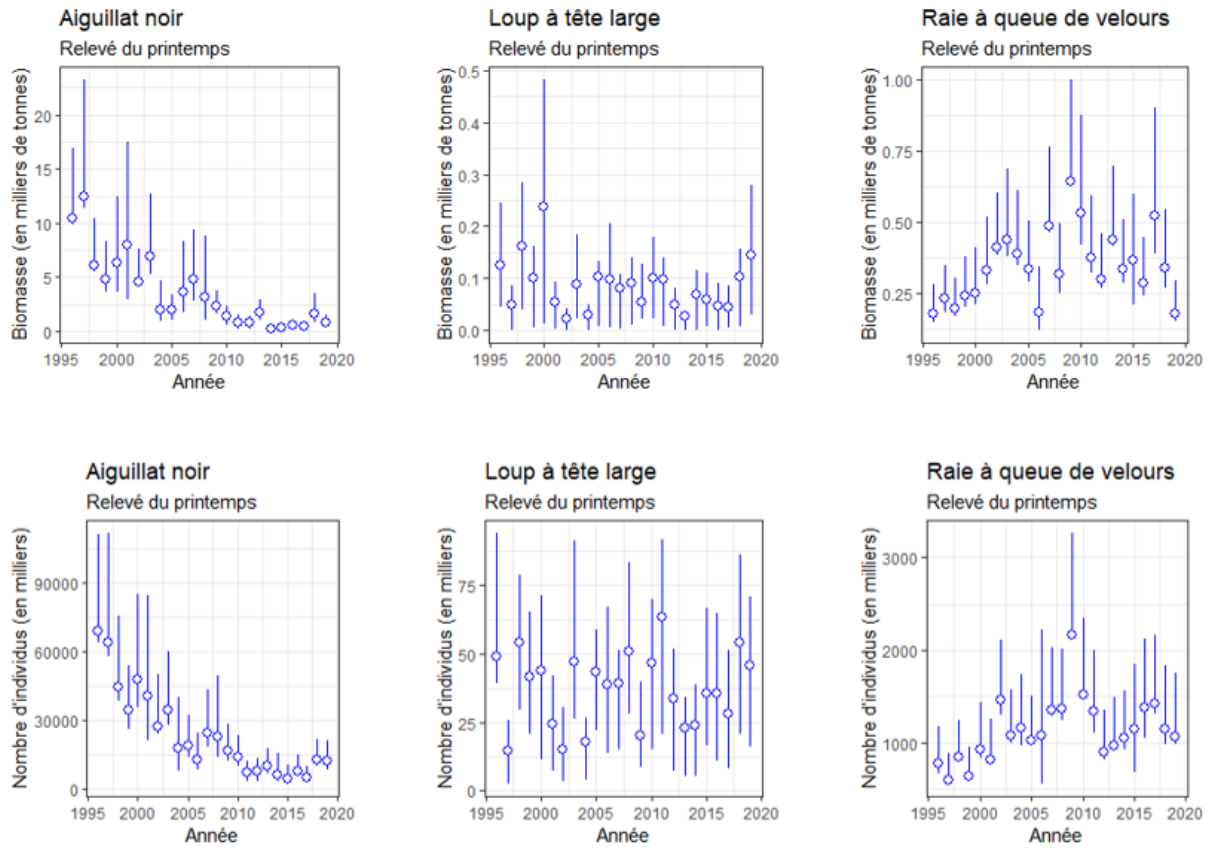 Aiguillat noir
Relevé du printemps
Biomasse (en milliers de tonnes)
20
15
10
5
0
1995 2000 2005 2010 2015 2020
Année
Loup à tête large
Relevé du printemps
Biomasse (en milliers de tonnes)
0.5
0.4
0.3
0.2
0.1
0.0
1995 2000 2005 2010 2015 2020
Année
Raie à queue de velours
Relevé du printemps
Biomasse (en milliers de tonnes)
1.00
0.75
0.50
0.25
1995 2000 2005 2010 2015 2020
Année
Aiguillat noir
Relevé du printemps
Nombre d'individus (en milliers)
90000
60000
30000
0
1995 2000 2005 2010 2015 2020
Année
Loup à tête large
Relevé du printemps
Nombre d'individus (en milliers)
75
50
25
0
1995 2000 2005 2010 2015 2020
Année
Raie à queue de velours
Relevé du printemps
Nombre d'individus (en milliers)
3000
2000
1000
1995 2000 2005 2010 2015 2020
Année